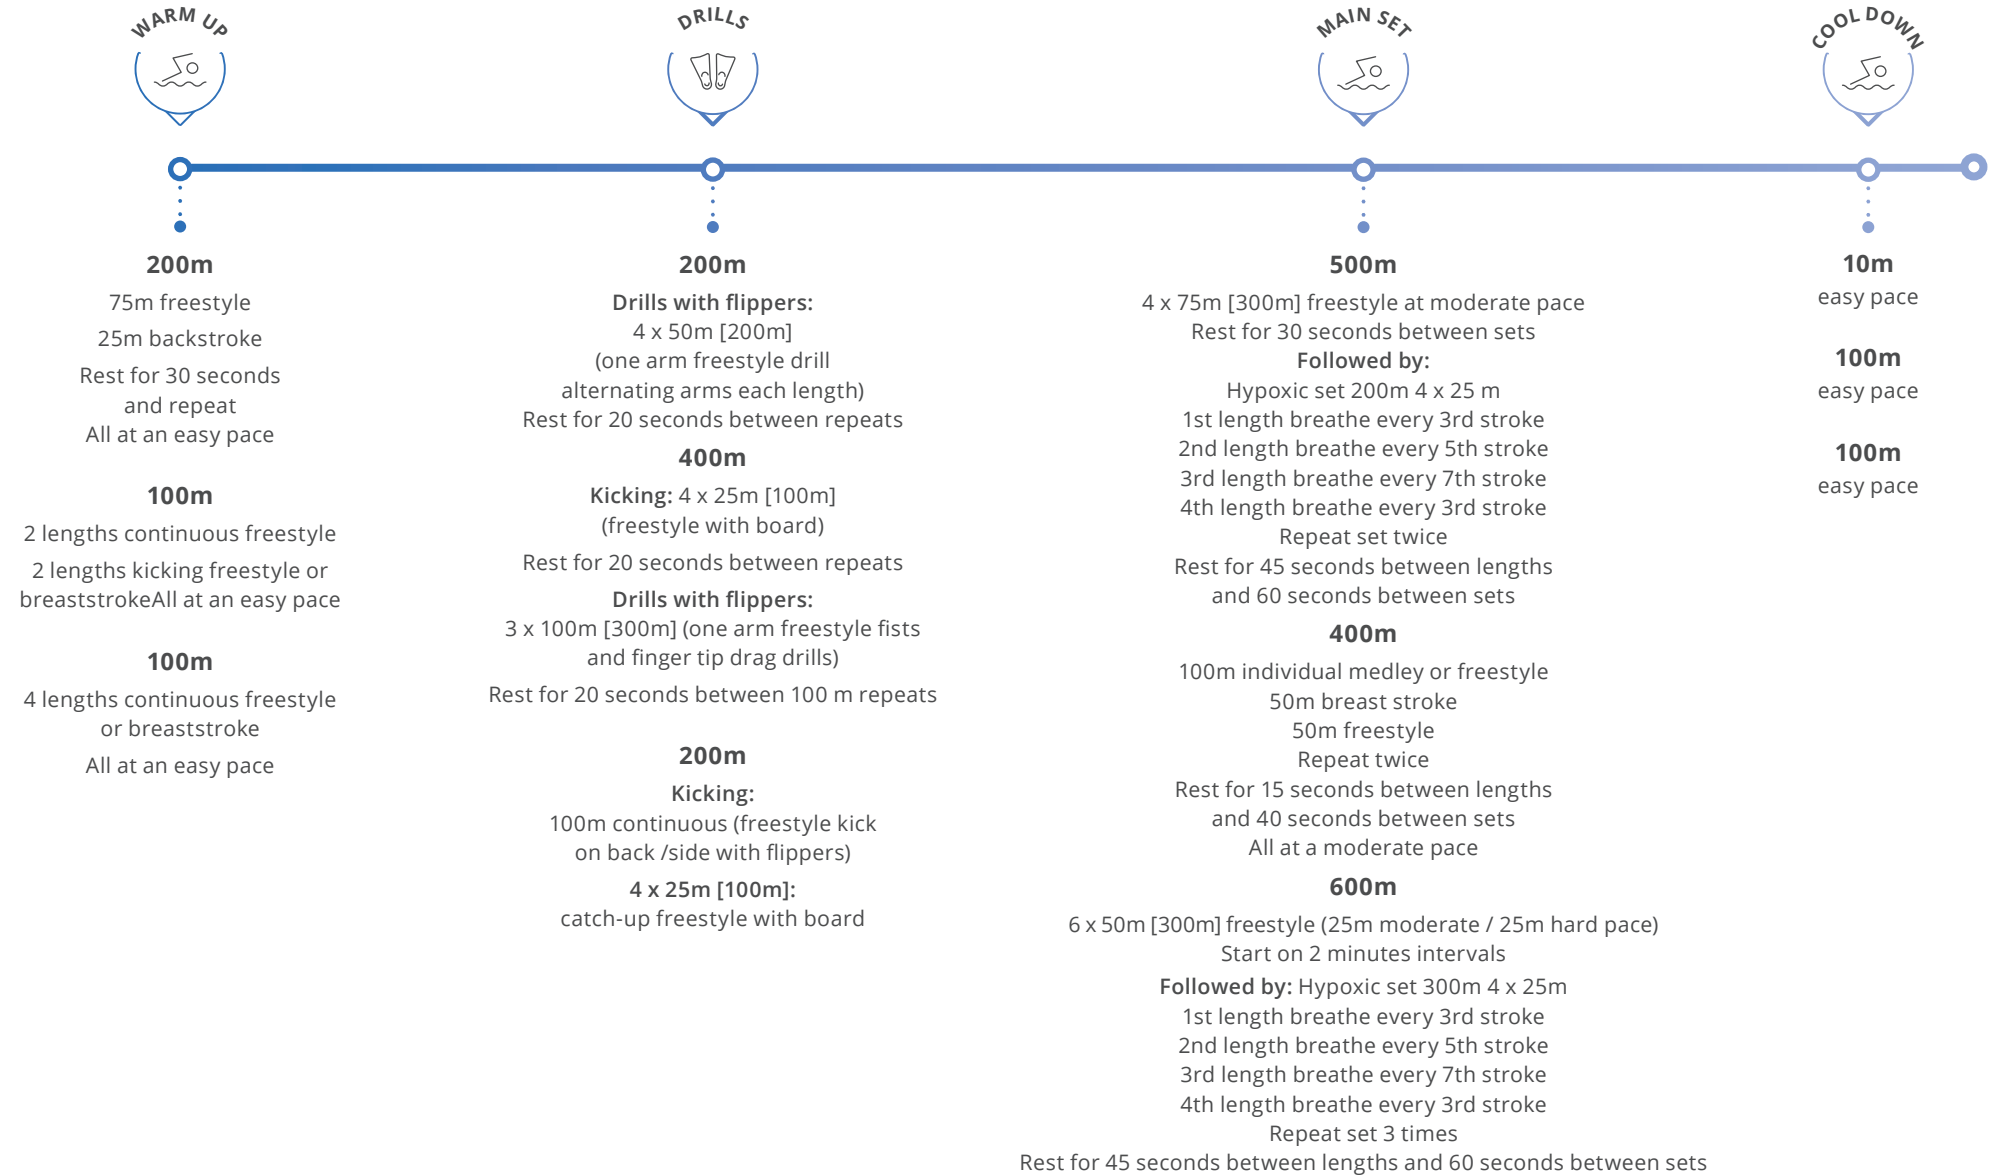 WARM UP
200m
75m freestyle
25m backstroke
Rest for 30 seconds
and repeat
All at an easy pace
100m
2 lengths continuous freestyle
2 lengths kicking freestyle or
breaststrokeAll at an easy pace
100m
4 lengths continuous freestyle
or breaststroke
All at an easy pace
DRILLS
200m
Drills with flippers:
4 x 50m [200m]
(one arm freestyle drill
alternating arms each length)
Rest for 20 seconds between repeats
400m
Kicking: 4 x 25m [100m]
(freestyle with board)
Rest for 20 seconds between repeats
Drills with flippers:
3 x 100m [300m] (one arm freestyle fists
and finger tip drag drills)
Rest for 20 seconds between 100 m repeats
200m
Kicking:
100m continuous (freestyle kick
on back /side with flippers)
4 x 25m [100m]:
catch-up freestyle with board
MAIN SET
500m
4 x 75m [300m] freestyle at moderate pace
Rest for 30 seconds between sets
Followed by:
Hypoxic set 200m 4 x 25 m
1st length breathe every 3rd stroke
2nd length breathe every 5th stroke
3rd length breathe every 7th stroke
4th length breathe every 3rd stroke
Repeat set twice
Rest for 45 seconds between lengths
and 60 seconds between sets
400m
100m individual medley or freestyle
50m breast stroke
50m freestyle
Repeat twice
Rest for 15 seconds between lengths
and 40 seconds between sets
All at a moderate pace
600m
6 x 50m [300m] freestyle (25m moderate / 25m hard pace)
Start on 2 minutes intervals
Followed by: Hypoxic set 300m 4 x 25m
1st length breathe every 3rd stroke
2nd length breathe every 5th stroke
3rd length breathe every 7th stroke
4th length breathe every 3rd stroke
Repeat set 3 times
Rest for 45 seconds between lengths and 60 seconds between sets
COOL DOWN
10m
easy pace
100m
easy pace
100m
easy pace